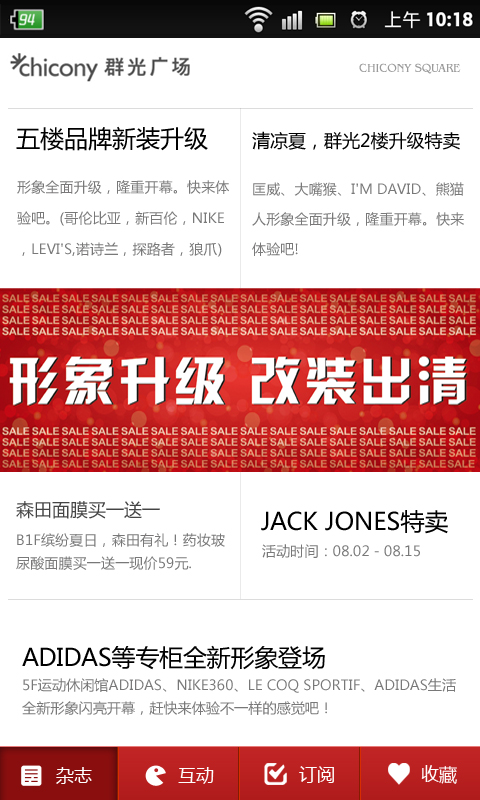 94
上午 10:18
chicony 群光广场
CHICONY SQUARE
五楼品牌新装升级
形象全面升级，隆重开幕。快来体
验吧。(哥伦比亚，新百伦，NIKE
，LEVI'S,诺诗兰，探路者，狼爪)
清凉夏，群光2楼升级特卖
匡威、大嘴猴、I'M DAVID、熊猫
人形象全面升级，隆重开幕。快来
体验吧!
SALE SALE SALE SALE SALE SALE SALE SALE SALE SALE SALE SALE SALE SALE SALE SALE
SALE SALE SALE SALE SALE SALE SALE SALE SALE SALE SALE SALE SALE SALE SALE SALE
SALE SALE SALE SALE SALE SALE SALE SALE SALE SALE SALE SALE SALE SALE SALE SALE
SALE SALE SALE SALE SALE SALE SALE SALE SALE SALE SALE SALE SALE SALE SALE SALE
形象升级 改装出清
SALE SALE SALE SALE SALE SALE SALE SALE SALE SALE SALE SALE SALE SALE SALE SALE
SALE SALE SALE SALE SALE SALE SALE SALE SALE SALE SALE SALE SALE SALE SALE SALE
SALE SALE SALE SALE SALE SALE SALE SALE SALE SALE SALE SALE SALE SALE SALE SALE
SALE SALE SALE SALE SALE SALE SALE SALE SALE SALE SALE SALE SALE SALE SALE SALE
森田面膜买一送一
B1F缤纷夏日，森田有礼！药妆玻
尿酸面膜买一送一现价59元.
JACK JONES特卖
活动时间：08.02 - 08.15
ADIDAS等专柜全新形象登场
5F运动休闲馆ADIDAS、NIKE360、LE COQ SPORTIF、ADIDAS生活
全新形象闪亮开幕，赶快来体验不一样的感觉吧！
杂志
互动
订阅
收藏